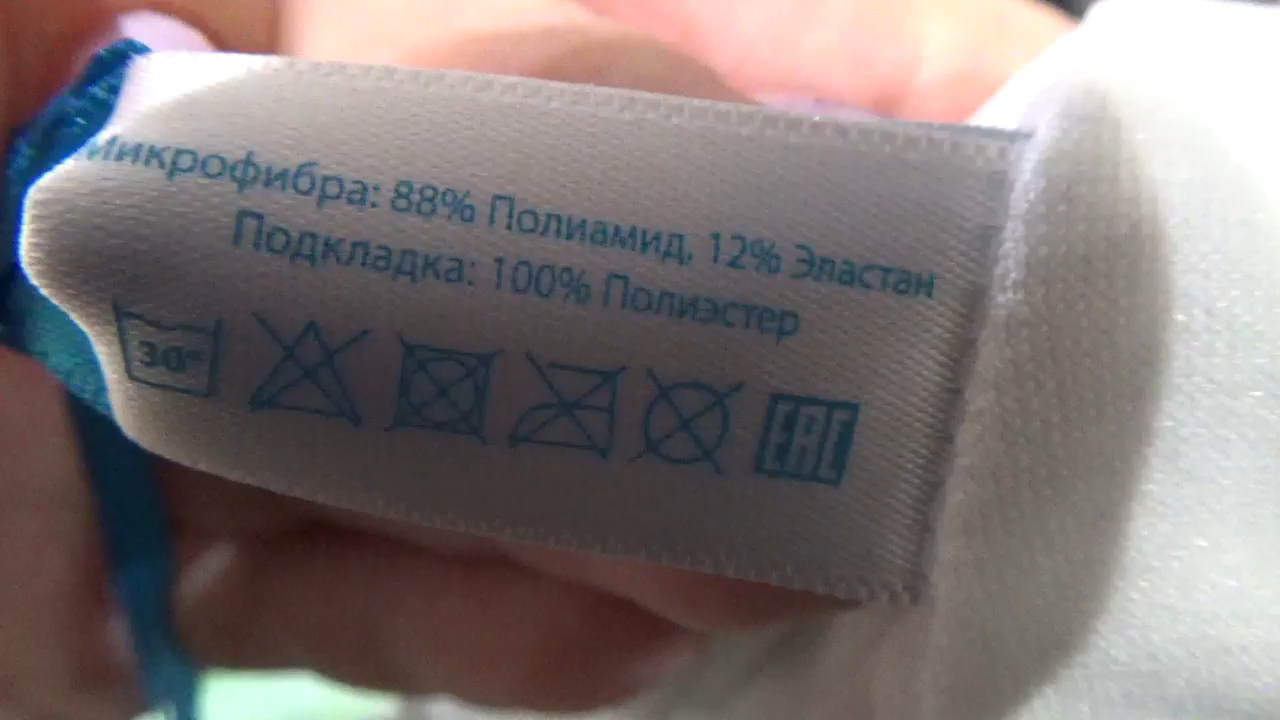 Микрофибра: 88% Полиамид, 12% Эластан
Подкладка: 100% Полиэстер
30° EAC